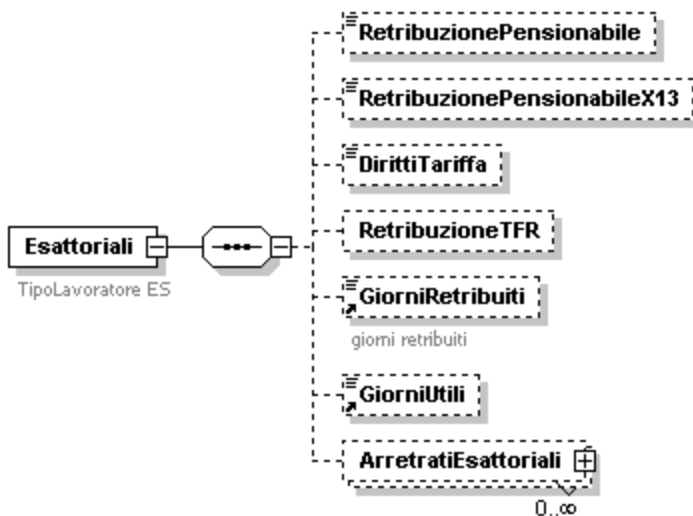 RetribuzionePensionabile
RetribuzionePensionabileX13
DirittiTariffa
RetribuzioneTFR
Esattoriali
TipoLavoratore ES
GiorniRetribuiti
giorni retribuiti
GiorniUtili
ArretratiEsattoriali
0..∞